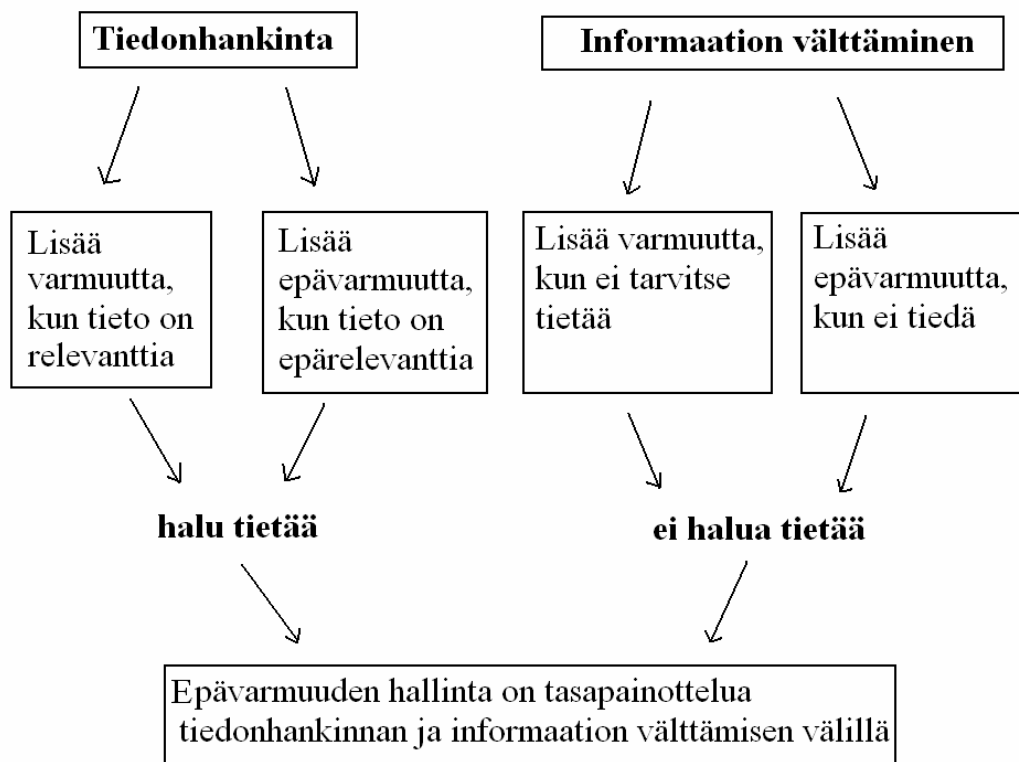 Tiedonhankinta
Informaation välttäminen
Lisää
varmuutta,
kun tieto on
relevanttia
Lisää
epävarmuutta,
kun tieto on
epärelevanttia
Lisää varmuutta,
kun ei tarvitse
tietää
Lisää
epävarmuutta,
kun ei tiedä
halu tietää
ei halua tietää
Epävarmuuden hallinta on tasapainottelua
tiedonhankinnan ja informaation välttämisen välillä